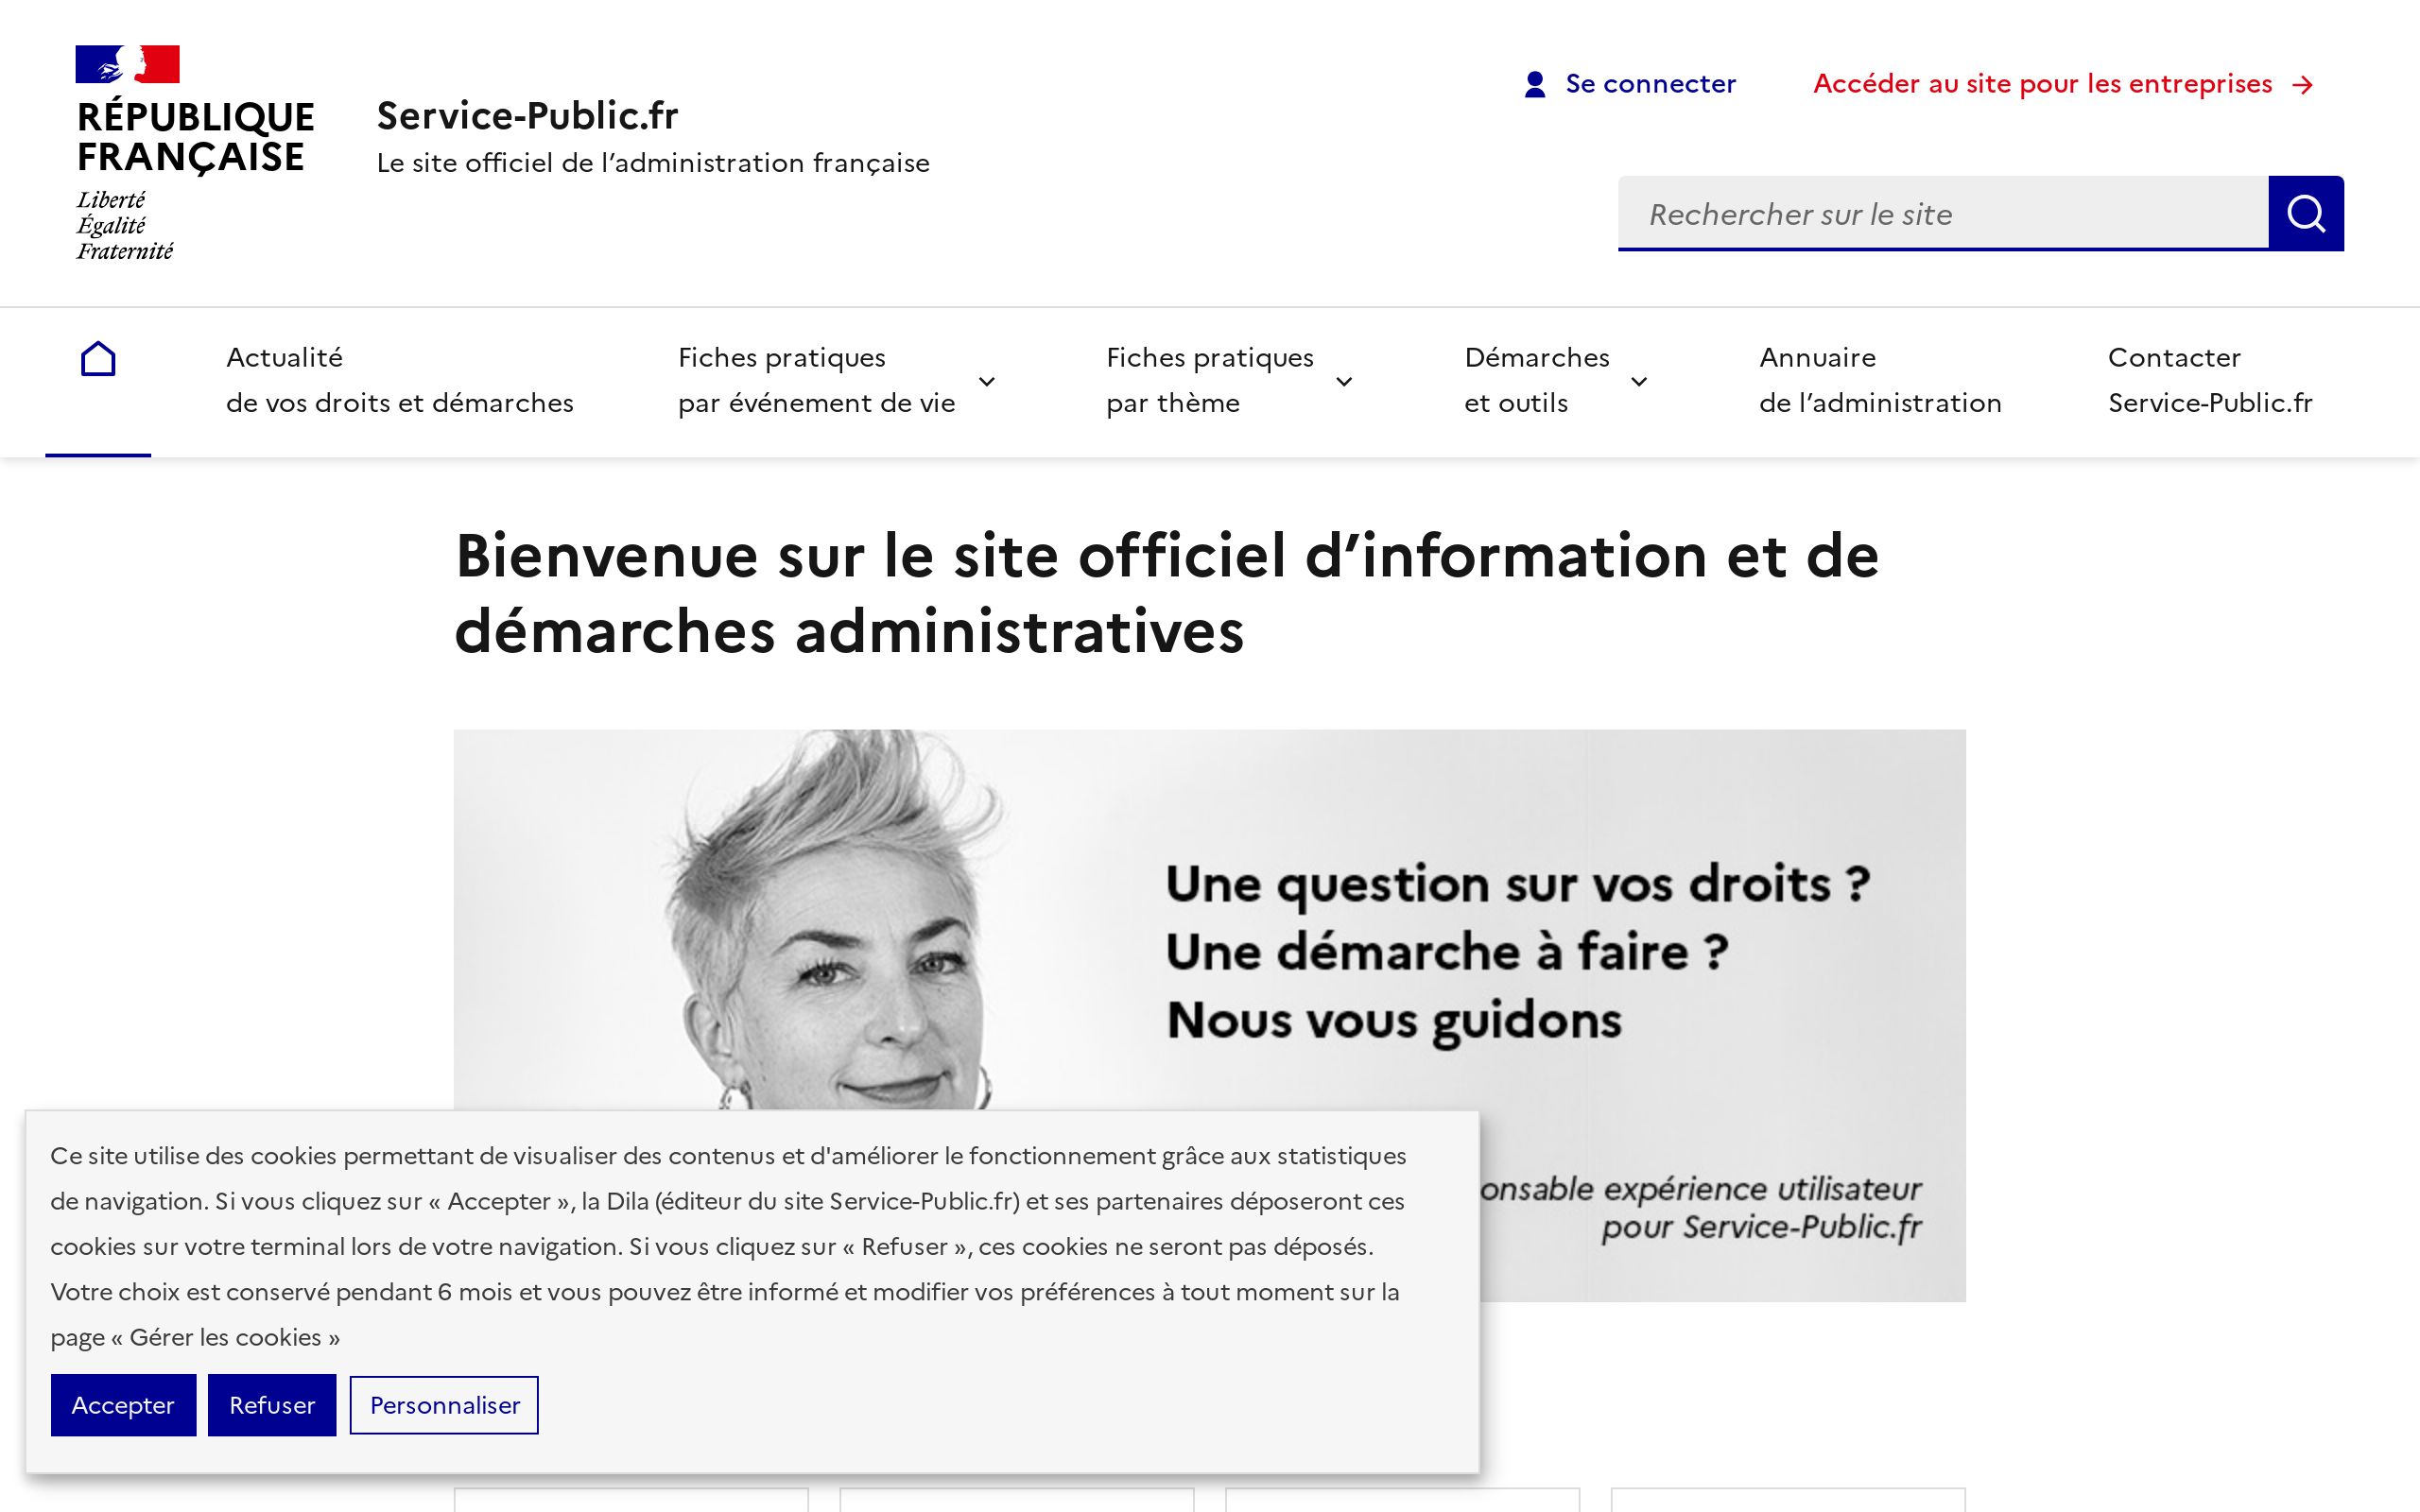 RÉPUBLIQUE
FRANÇAISE
Liberté
Égalité
Fraternité
Service-Public.fr
Le site officiel de l’administration française
Se connecter
Accéder au site pour les entreprises
Rechercher sur le site
Actualité
de vos droits et démarches
Fiches pratiques
par événement de vie
Fiches pratiques
par thème
Démarches
et outils
Annuaire
de l’administration
Contacter
Service-Public.fr
Bienvenue sur le site officiel d’information et de
démarches administratives
Une question sur vos droits ?
Une démarche à faire ?
Nous vous guidons
expérience utilisateur
pour Service-Public.fr
Ce site utilise des cookies permettant de visualiser des contenus et d'améliorer le fonctionnement grâce aux statistiques
de navigation. Si vous cliquez sur « Accepter », la Dila (éditeur du site Service-Public.fr) et ses partenaires déposeront ces
cookies sur votre terminal lors de votre navigation. Si vous cliquez sur « Refuser », ces cookies ne seront pas déposés.
Votre choix est conservé pendant 6 mois et vous pouvez être informé et modifier vos préférences à tout moment sur la
page « Gérer les cookies »
Accepter
Refuser
Personnaliser